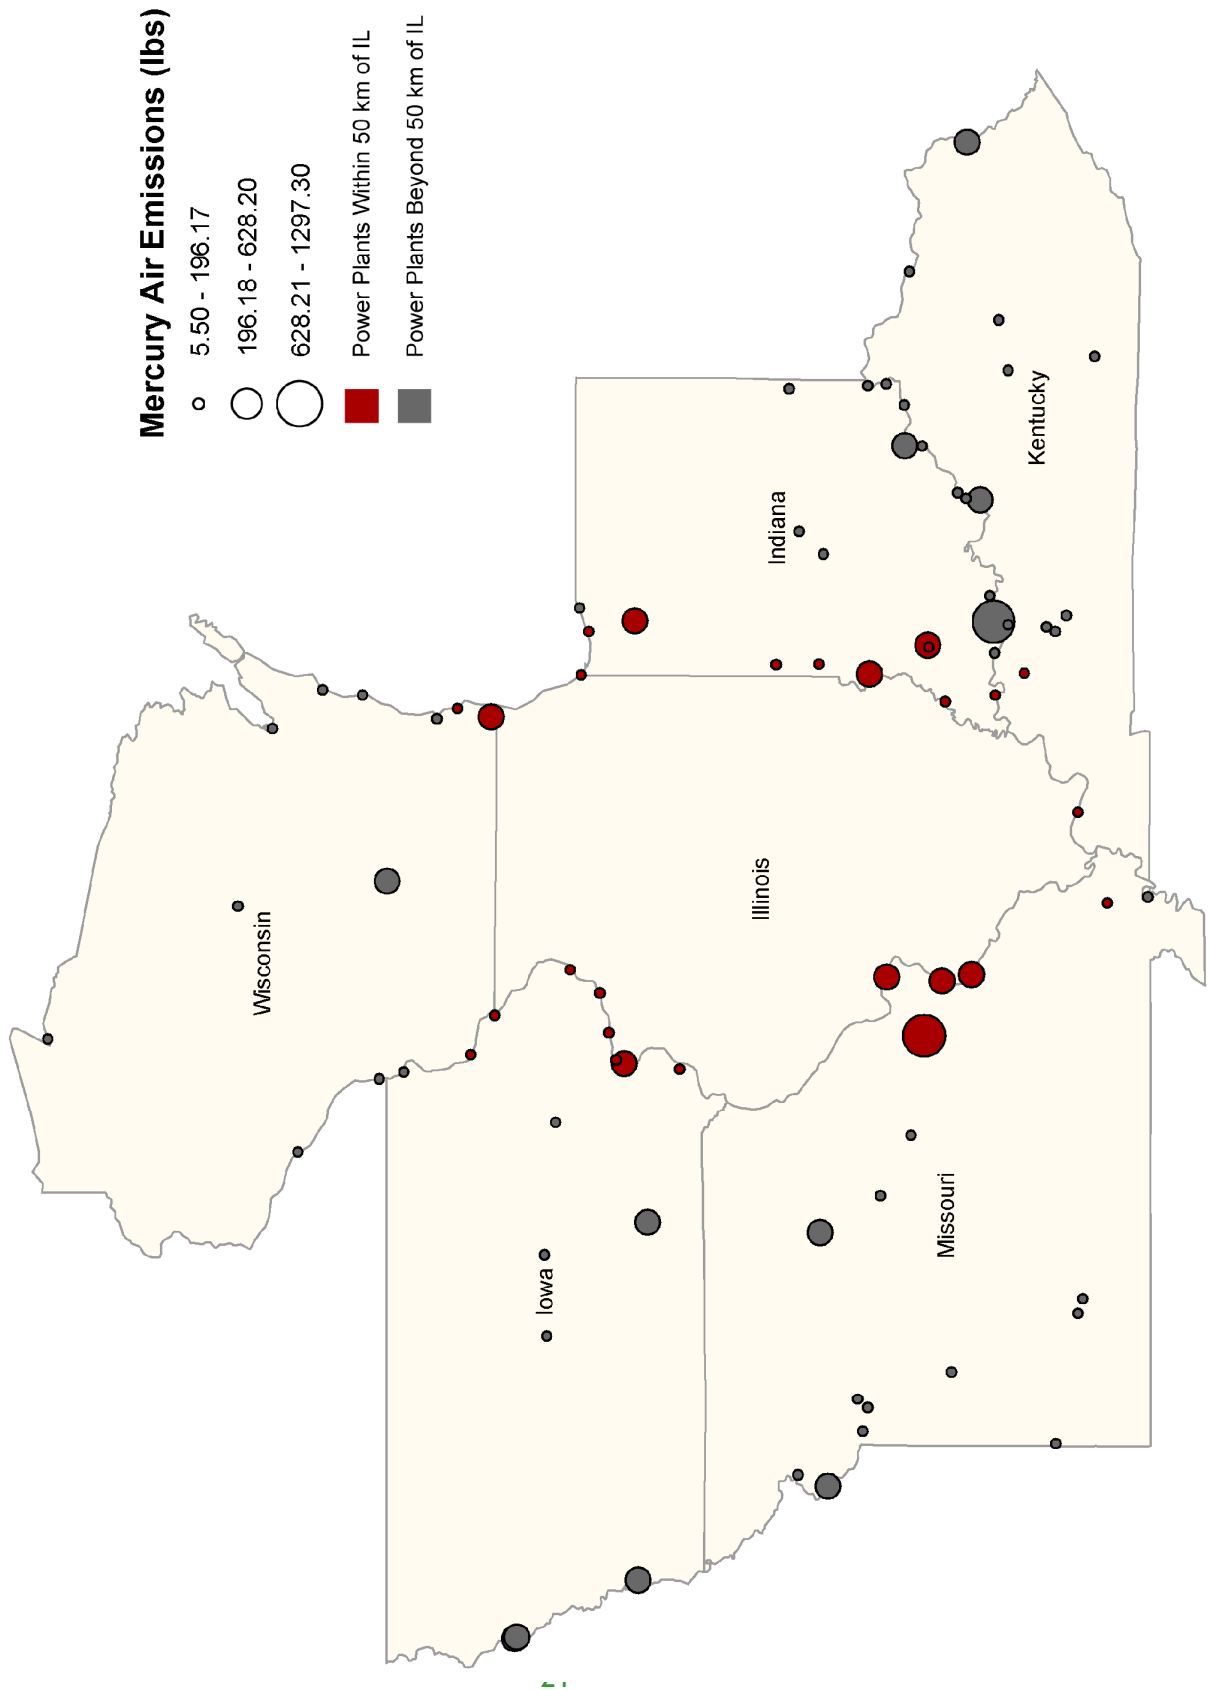 Mercury Air Emissions (lbs)
5.50 - 196.17
196.18 - 628.20
628.21 - 1297.30
Power Plants Within 50 km of IL
Power Plants Beyond 50 km of IL
Wisconsin
Iowa
Illinois
Indiana
Missouri
Kentucky